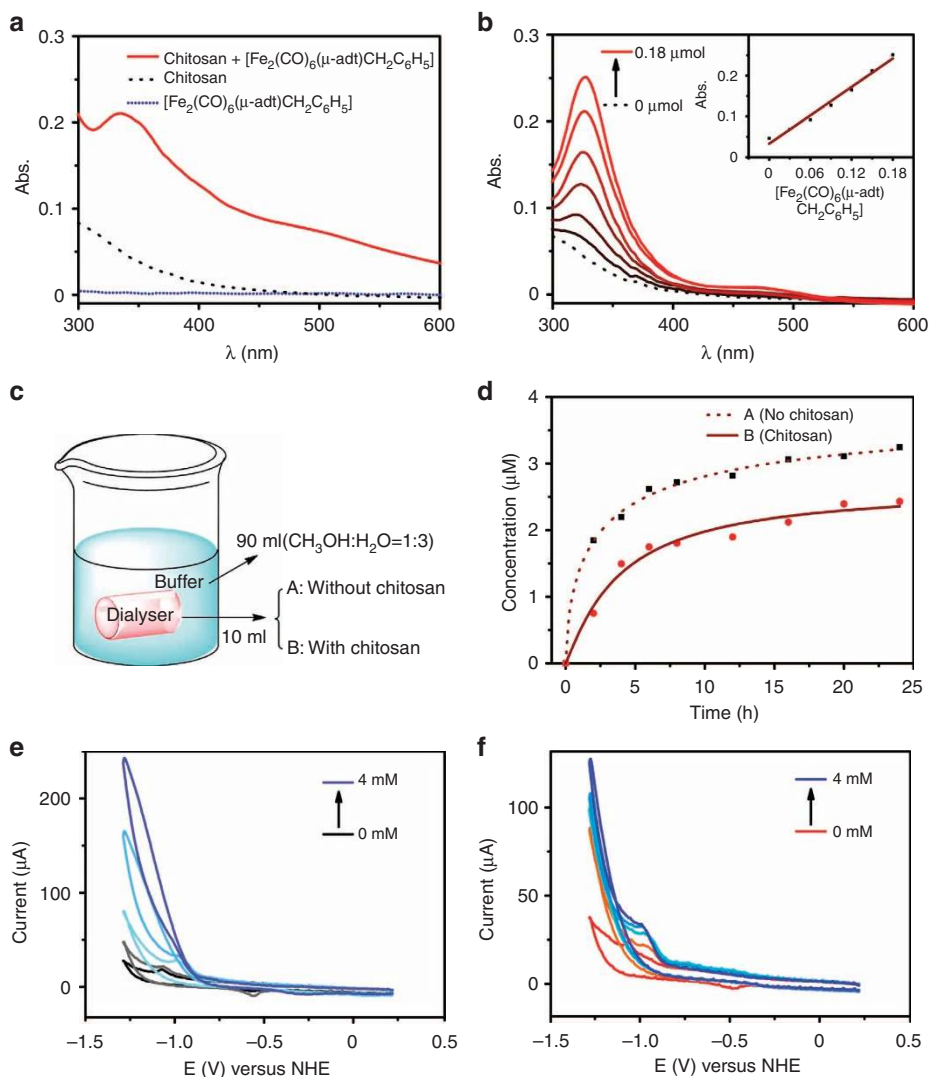 a
0.3
0.2
0.1
0
Abs.
Chitosan + [Fe₂(CO)₆(μ-adt)CH₂C₆H₅]
Chitosan
[Fe₂(CO)₆(μ-adt)CH₂C₆H₅]
300 400 500 600
λ (nm)
b
0.3
0.2
0.1
0
Abs.
0.18 μmol
0 μmol
Abs.
0.2
0.1
0
0 0.06 0.12 0.18
[Fe₂(CO)₆(μ-adt)
CH₂C₆H₅]
300 400 500 600
λ (nm)
c
90 ml(CH₃OH:H₂O=1:3)
Buffer
Dialyser
10 ml
A: Without chitosan
B: With chitosan
d
4
3
2
1
0
Concentration (μM)
A (No chitosan)
B (Chitosan)
0 5 10 15 20 25
Time (h)
e
200
100
0
Current (μA)
4 mM
0 mM
−1.5 −1.0 −0.5 0 0.5
E (V) versus NHE
f
100
50
0
Current (μA)
4 mM
0 mM
−1.5 −1.0 −0.5 0 0.5
E (V) versus NHE